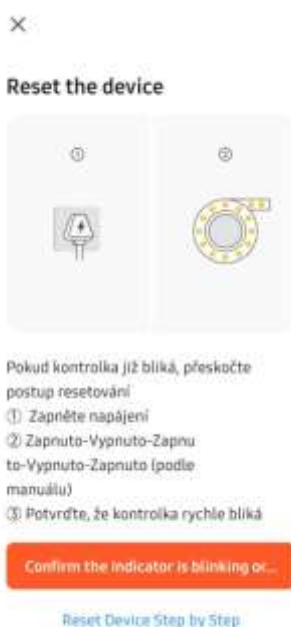 Reset the device
①
②
Pokud kontrolka již bliká, přeskočte
postup resetování
① Zapněte napájení
② Zapnuto-Vypnuto-Zapnu
to-Vypnuto-Zapnuto (podle
manuálu)
③ Potvrďte, že kontrolka rychle bliká
Confirm the indicator is blinking or...
Reset Device Step by Step